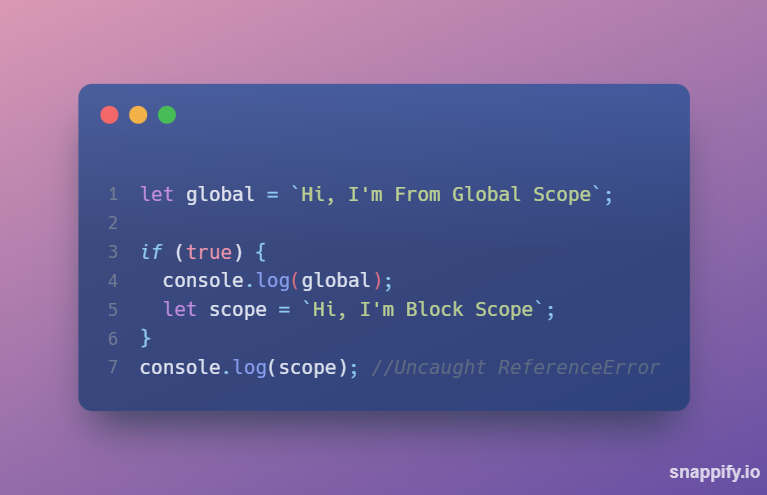 1 let global = `Hi, I'm From Global Scope`;
2
3 if (true) {
4   console.log(global);
5   let scope = `Hi, I'm Block Scope`;
6 }
7 console.log(scope); //Uncaught ReferenceError
snappify.io